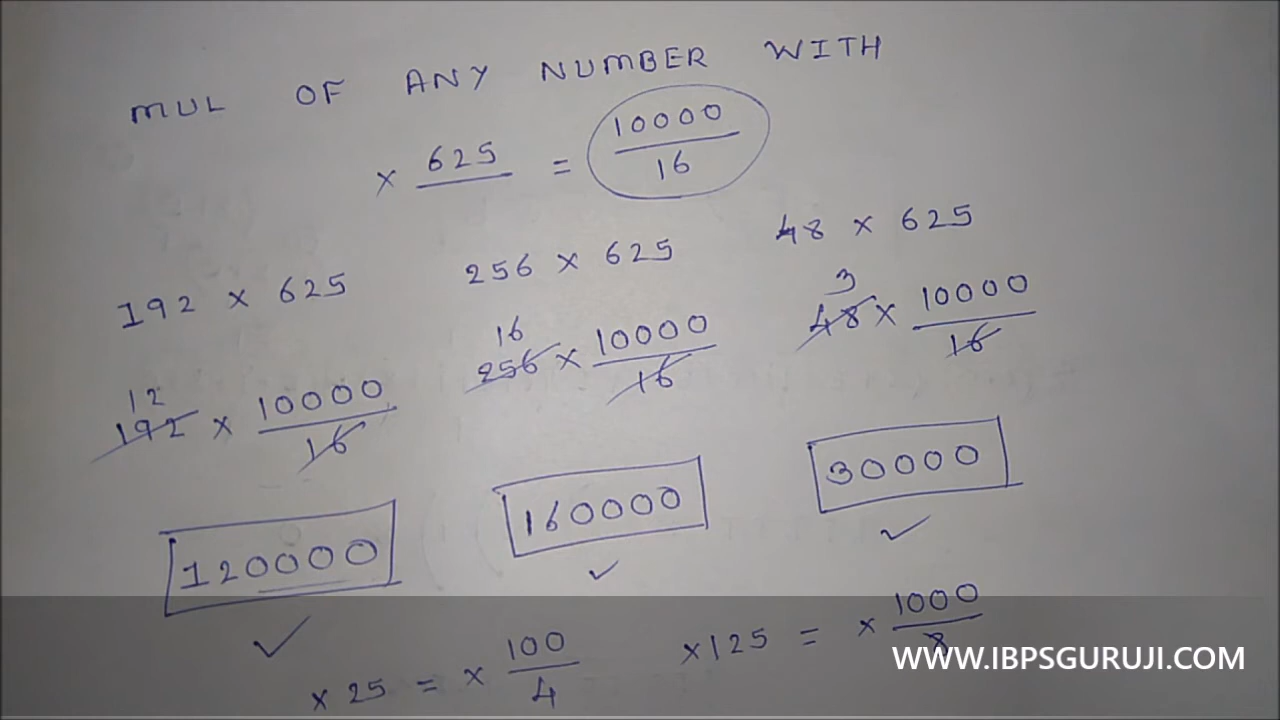 MUL OF ANY NUMBER WITH
× 625 = 10000/16
192 × 625
256 × 625
48 × 625
12
192 × 10000/16
16
256 × 10000/16
3
48 × 10000/16
120000
160000
30000
× 25 = × 100/4
×125 = × 1000/8
WWW.IBPSGURUJI.COM